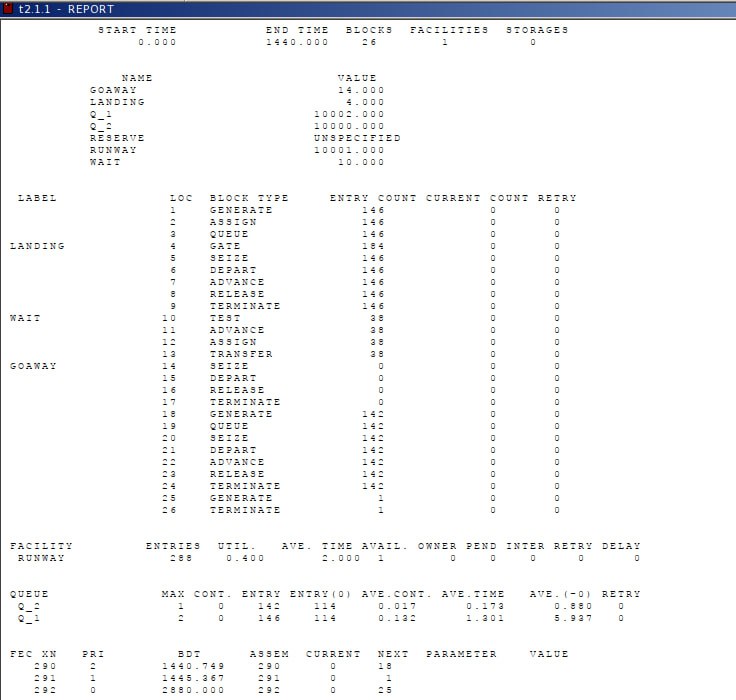 t2.1.1 - REPORT
START TIME END TIME BLOCKS FACILITIES STORAGES
0.000 1440.000 26 1 0
NAME VALUE
GOAWAY 14.000
LANDING 4.000
Q_1 10002.000
Q_2 10000.000
RESERVE UNSPECIFIED
RUNWAY 10001.000
WAIT 10.000
LABEL LOC BLOCK TYPE ENTRY COUNT CURRENT COUNT RETRY
1 GENERATE 146 0 0
2 ASSIGN 146 0 0
3 QUEUE 146 0 0
LANDING 4 GATE 184 0 0
5 SEIZE 146 0 0
6 DEPART 146 0 0
7 ADVANCE 146 0 0
8 RELEASE 146 0 0
9 TERMINATE 146 0 0
WAIT 10 TEST 38 0 0
11 ADVANCE 38 0 0
12 ASSIGN 38 0 0
13 TRANSFER 38 0 0
GOAWAY 14 SEIZE 0 0 0
15 DEPART 0 0 0
16 RELEASE 0 0 0
17 TERMINATE 0 0 0
18 GENERATE 142 0 0
19 QUEUE 142 0 0
20 SEIZE 142 0 0
21 DEPART 142 0 0
22 ADVANCE 142 0 0
23 RELEASE 142 0 0
24 TERMINATE 142 0 0
25 GENERATE 1 0 0
26 TERMINATE 1 0 0
FACILITY ENTRIES UTIL. AVE. TIME AVAIL. OWNER PEND INTER RETRY DELAY
RUNWAY 288 0.400 2.000 1 0 0 0 0 0
QUEUE MAX CONT. ENTRY ENTRY(0) AVE.CONT. AVE.TIME AVE.(-0) RETRY
Q_2 1 0 142 114 0.017 0.173 0.880 0
Q_1 2 0 146 114 0.132 1.301 5.937 0
FEC XN PRI BDT ASSEM CURRENT NEXT PARAMETER VALUE
290 2 1440.749 290 0 18
291 1 1445.367 291 0 1
292 0 2880.000 292 0 25